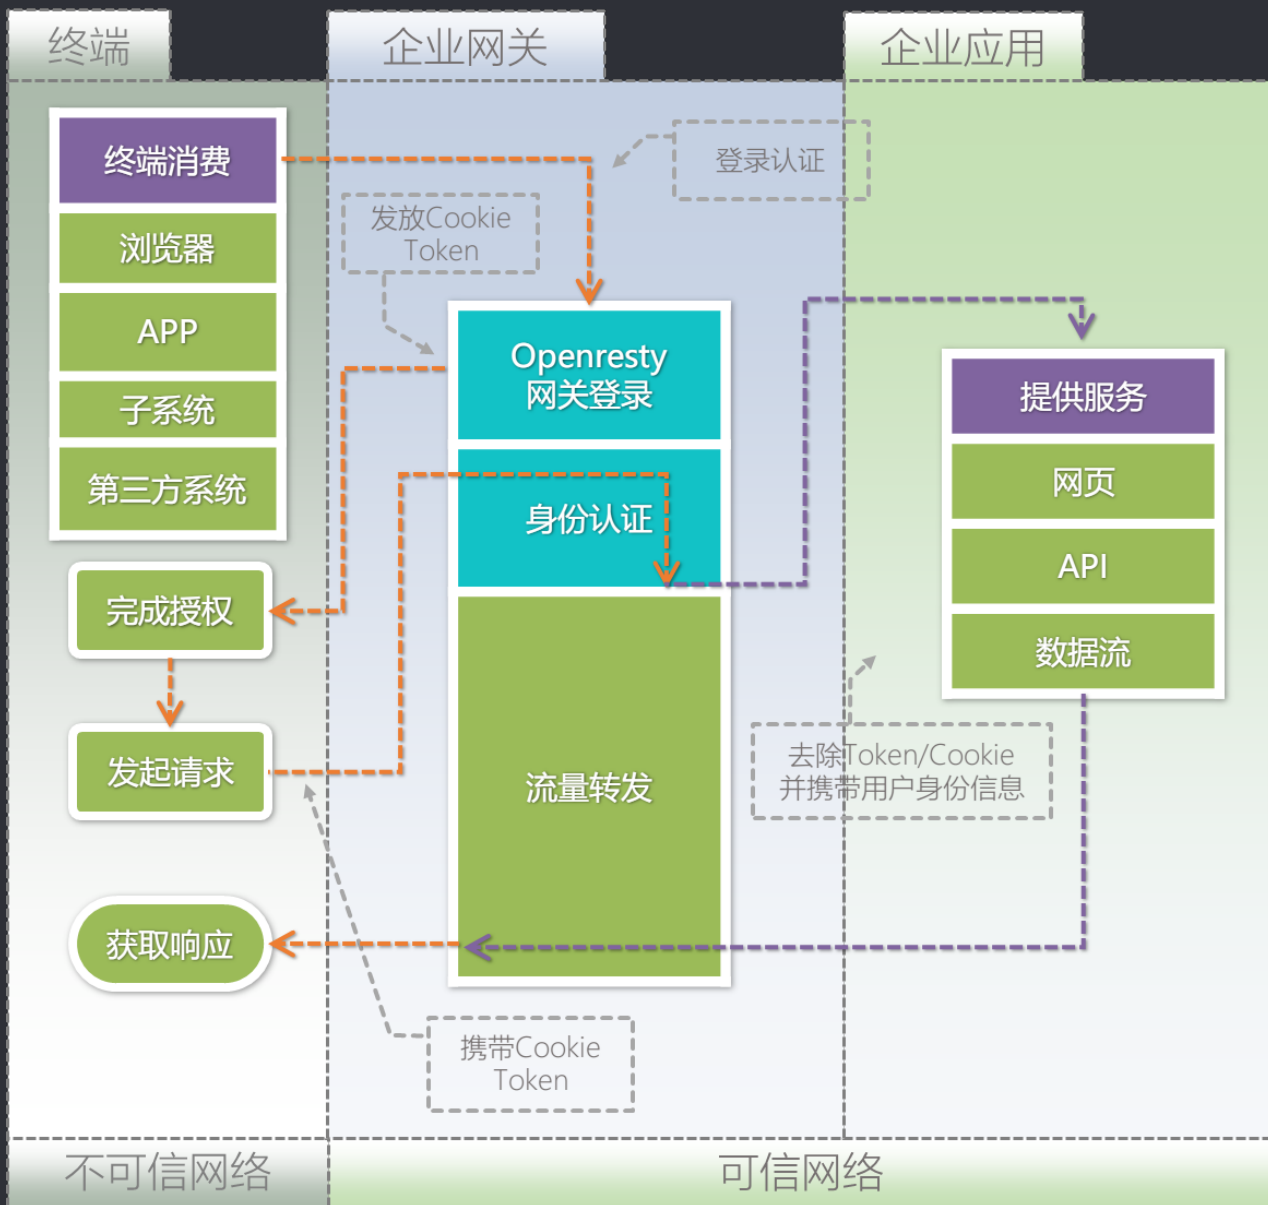 终端
企业网关
企业应用
终端消费
浏览器
APP
子系统
第三方系统
完成授权
发起请求
获取响应
登录认证
发放Cookie
Token
Openresty
网关登录
身份认证
流量转发
携带Cookie
Token
提供服务
网页
API
数据流
去除Token/Cookie
并携带用户身份信息
不可信网络
可信网络